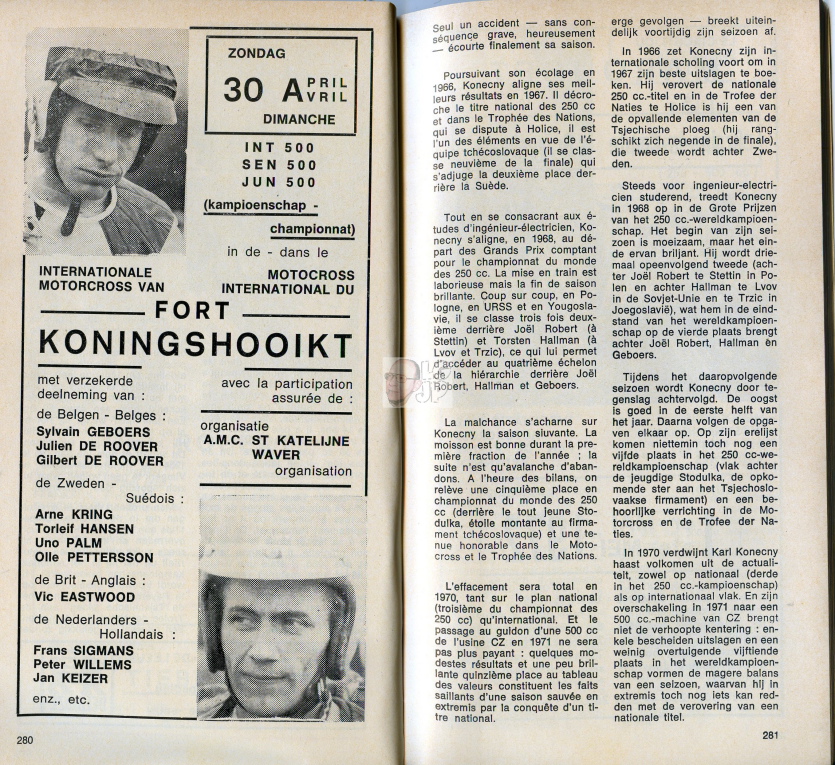 ZONDAG
30 APRIL
AVRIL
DIMANCHE
INT 500
SEN 500
JUN 500
(kampioenschap -
championnat)
in de - dans le
INTERNATIONALE
MOTORCROSS VAN
MOTOCROSS
INTERNATIONAL DU
FORT
KONINGSHOOIKT
met verzekerde
deelneming van :
avec la participation
assurée de :
de Belgen - Belges :
Sylvain GEBOERS
Julien DE ROOVER
Gilbert DE ROOVER
de Zweden -
Suédois :
Arne KRING
Torleif HANSEN
Uno PALM
Olle PETTERSSON
de Brit - Anglais :
Vic EASTWOOD
de Nederlanders -
Hollandais :
Frans SIGMANS
Peter WILLEMS
Jan KEIZER
enz., etc.
organisatie
A.M.C. ST KATELIJNE
WAVER
organisation
280
Seul un accident — sans con-
séquence grave, heureusement
— écourte finalement sa saison.
Poursuivant son écolage en
1966, Konecny aligne ses meil-
leurs résultats en 1967. Il décro-
che le titre national des 250 cc
et dans le Trophée des Nations,
qui se dispute à Holice, il est
l'un des éléments en vue de l'é-
quipe tchécoslovaque (il se clas-
se neuvième de la finale) qui
s'adjuge la deuxième place der-
rière la Suède.
Tout en se consacrant aux é-
tudes d'ingénieur-électricien, Ko-
necny s'aligne, en 1968, au dé-
part des Grands Prix comptant
pour le championnat du monde
des 250 cc. La mise en train est
laborieuse mais la fin de saison
brillante. Coup sur coup, en Po-
logne, en URSS et en Yougosla-
vie, il se classe trois fois deux-
ième derrière Joël Robert (à
Stettin) et Torsten Hallman (à
Lvov et Trzic), ce qui lui permet
d'accéder au quatrième échelon
de la hiérarchie derrière Joël
Robert, Hallman et Geboers.
La malchance s'acharne sur
Konecny la saison sluvante. La
moisson est bonne durant la pre-
mière fraction de l'année ; la
suite n'est qu'avalanche d'aban-
dons. A l'heure des bilans, on
relève une cinquième place en
championnat du monde des 250
cc (derrière le tout jeune Sto-
dulka, étoile montante au firma-
ment tchécoslovaque) et une te-
nue honorable dans le Moto-
cross et le Trophée des Nations.
L'effacement sera total en
1970, tant sur le plan national
(troisième du championnat des
250 cc) qu'international. Et le
passage au guidon d'une 500 cc
de l'usine CZ en 1971 ne sera
pas plus payant : quelques mo-
destes résultats et une peu bril-
lante quinzième place au tableau
des valeurs constituent les faits
saillants d'une saison sauvée en
extremis par la conquête d'un ti-
tre national.
erge gevolgen — breekt uitein-
delijk voortijdig zijn seizoen af.
In 1966 zet Konecny zijn in-
ternationale scholing voort om in
1967 zijn beste uitslagen te boe-
ken. Hij verovert de nationale
250 cc.-titel en in de Trofee der
Naties te Holice is hij een van
de opvallende elementen van de
Tsjechische ploeg (hij rang-
schikt zich negende in de finale),
die tweede wordt achter Zwe-
den.
Steeds voor ingenieur-electri-
cien studerend, treedt Konecny
in 1968 op in de Grote Prijzen
van het 250 cc.-wereldkampioen-
schap. Het begin van zijn sei-
zoen is moeizaam, maar het ein-
de ervan briljant. Hij wordt drie-
maal opeenvolgend tweede (ach-
ter Joël Robert te Stettin in Po-
len en achter Hallman te Lvov
in de Sovjet-Unie en te Trzic in
Joegoslavië), wat hem in de eind-
stand van het wereldkampioen-
schap op de vierde plaats brengt
achter Joël Robert, Hallman èn
Geboers.
Tijdens het daaropvolgende
seizoen wordt Konecny door te-
genslag achtervolgd. De oogst
is goed in de eerste helft van
het jaar. Daarna volgen de opga-
ven elkaar op. Op zijn erelijst
komen niettemin toch nog een
vijfde plaats in het 250 cc-we-
reldkampioenschap (vlak achter
de jeugdige Stodulka, de opko-
mende ster aan het Tsjechoslo-
vaakse firmament) en een be-
hoorlijke verrichting in de Mo-
torcross en de Trofee der Na-
ties.
In 1970 verdwijnt Karl Konecny
haast volkomen uit de actuali-
teit, zowel op nationaal (derde
in het 250 cc.-kampioenschap)
als op internationaal vlak. En zijn
overschakeling in 1971 naar een
500 cc.-machine van CZ brengt
niet de verhoopte kentering : en-
kele bescheiden uitslagen en een
weinig overtuigende vijftiende
plaats in het wereldkampioen-
schap vormen de magere balans
van een seizoen, waarvan hij in
extremis toch nog iets kan red-
den met de verovering van een
nationale titel.
281